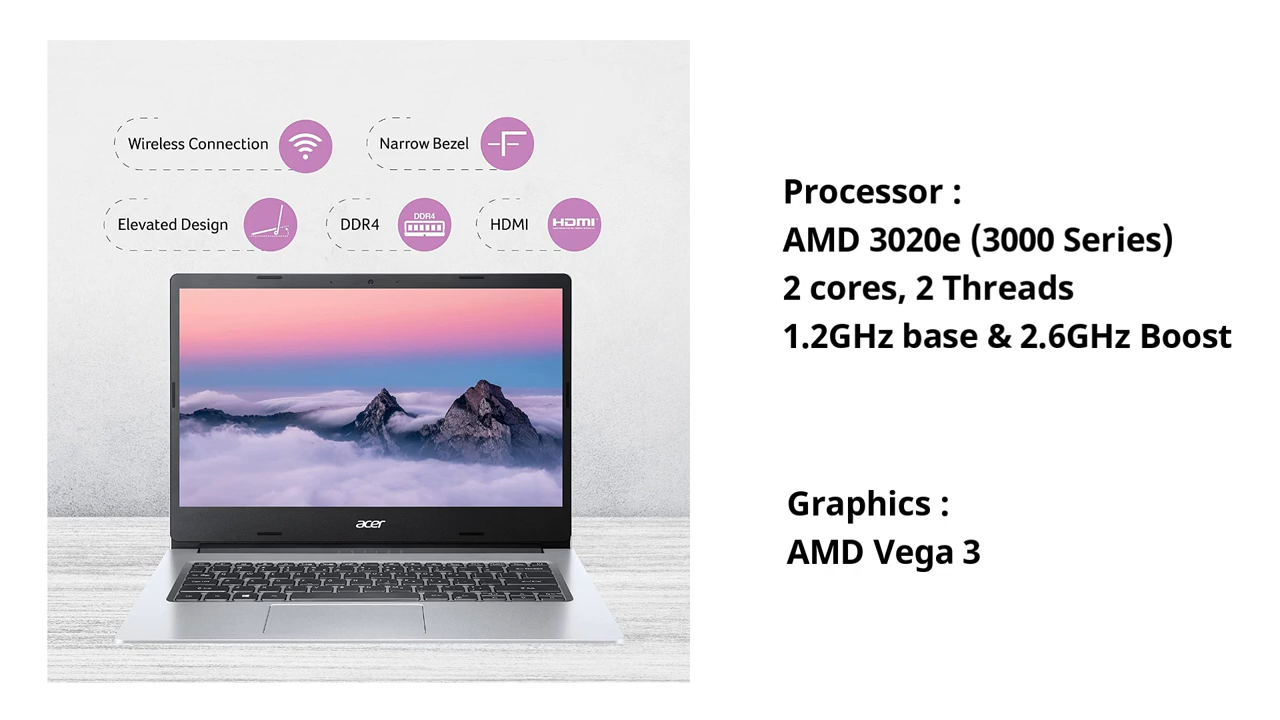 Wireless Connection
Narrow Bezel
Elevated Design
DDR4
DDR4
HDMI
HDMI
acer
Processor :
AMD 3020e (3000 Series)
2 cores, 2 Threads
1.2GHz base & 2.6GHz Boost
Graphics :
AMD Vega 3